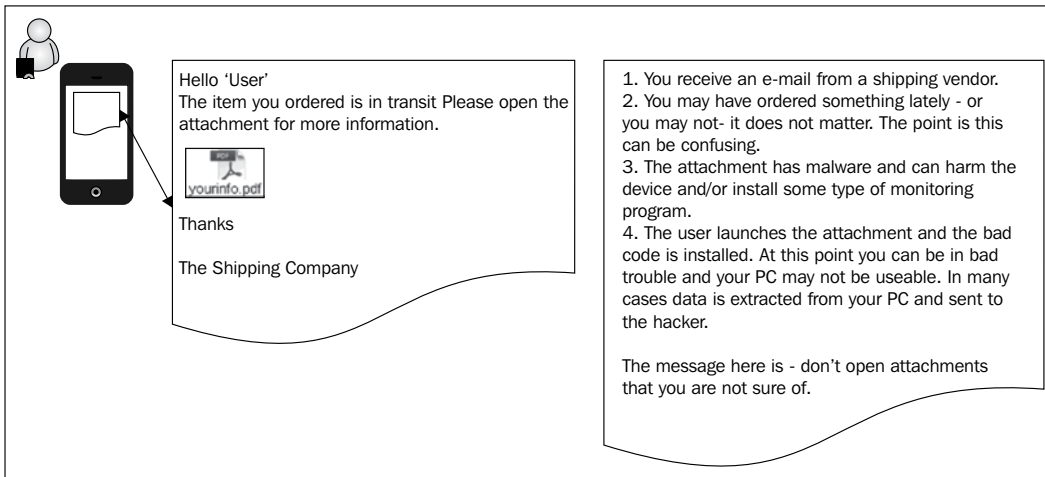 Hello ‘User’
The item you ordered is in transit Please open the
attachment for more information.
PDF
yourinfo.pdf
Thanks
The Shipping Company
1. You receive an e-mail from a shipping vendor.
2. You may have ordered something lately - or
you may not- it does not matter. The point is this
can be confusing.
3. The attachment has malware and can harm the
device and/or install some type of monitoring
program.
4. The user launches the attachment and the bad
code is installed. At this point you can be in bad
trouble and your PC may not be useable. In many
cases data is extracted from your PC and sent to
the hacker.
The message here is - don’t open attachments
that you are not sure of.